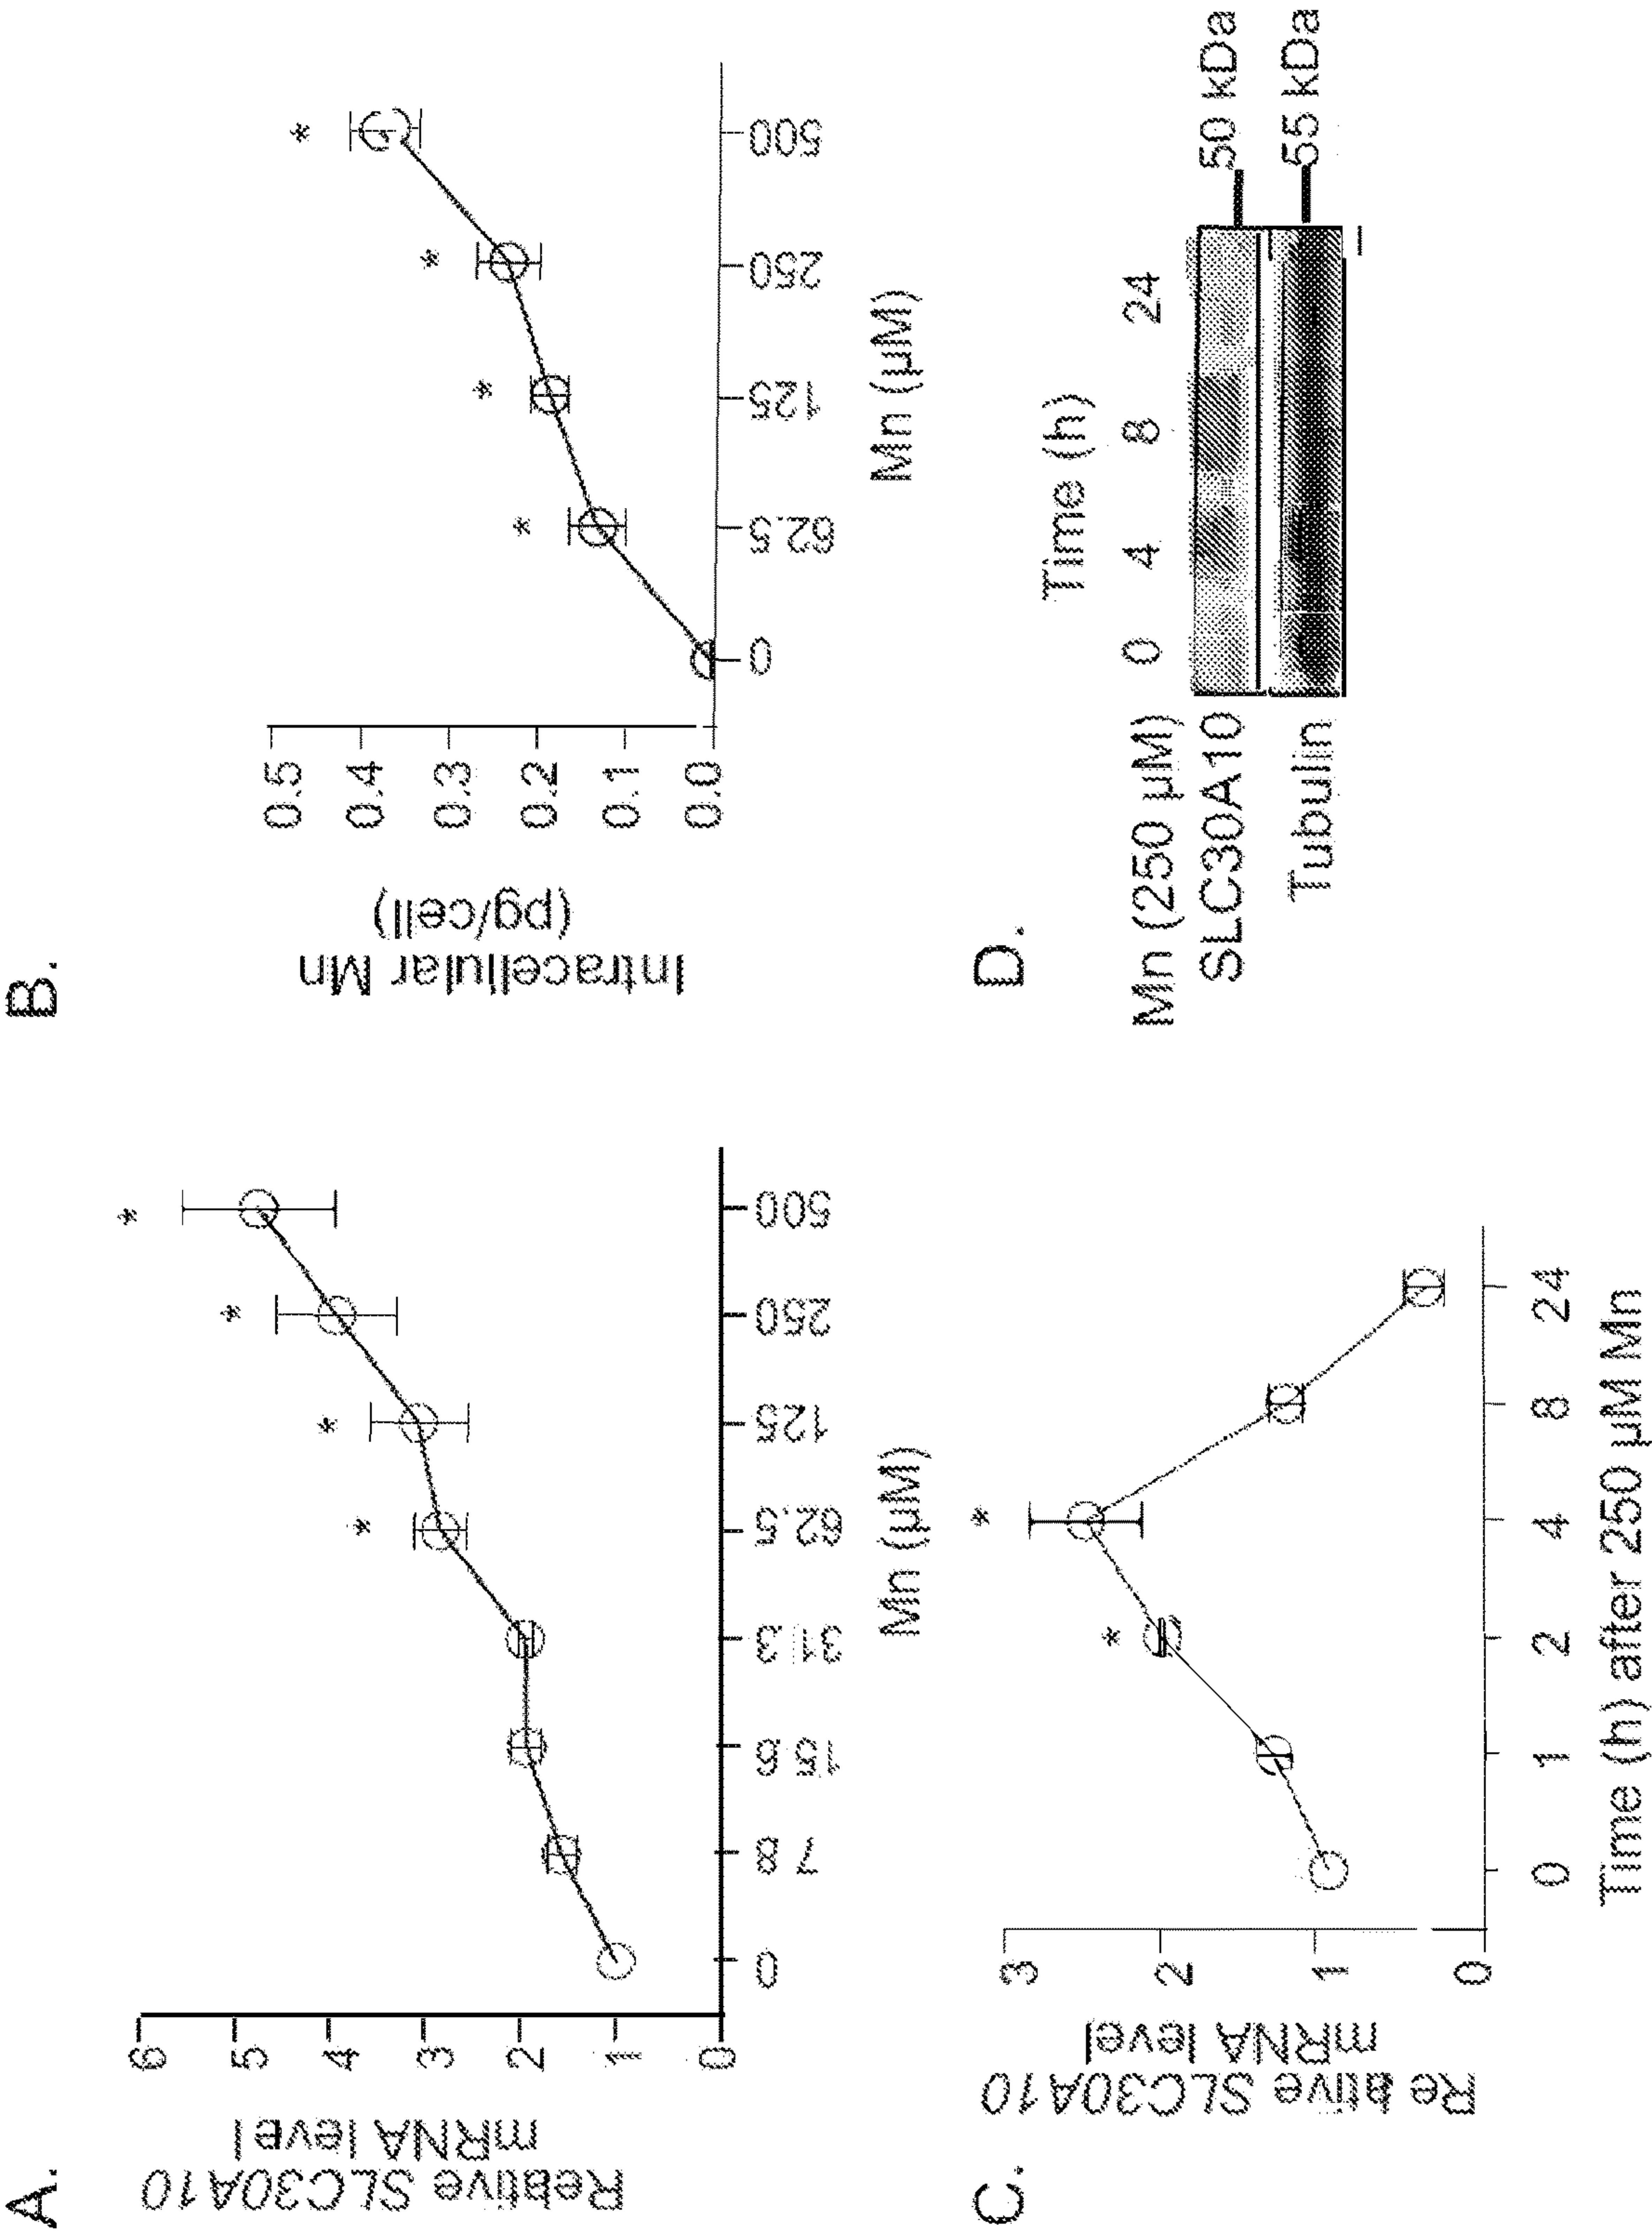 A.
Relative SLC30A10
mRNA level
6
5
4
3
2
1
0
*
*
*
*
0
7 8
15.6
31.3
62.5
125
250
500
Mn (µM)
B.
Intracellular Mn
(pg/cell)
0.5
0.4
0.3
0.2
0.1
0.0
*
*
*
*
0
62.5
125
250
500
Mn (µM)
C.
Re ative SLC30A10
mRNA level
3
2
1
0
*
*
0
1
2
4
8
24
Time (h) after 250 µM Mn
D.
Time (h)
Mn (250 µM) 0 4 8 24
SLC30A10 50 kDa
Tubulin 55 kDa